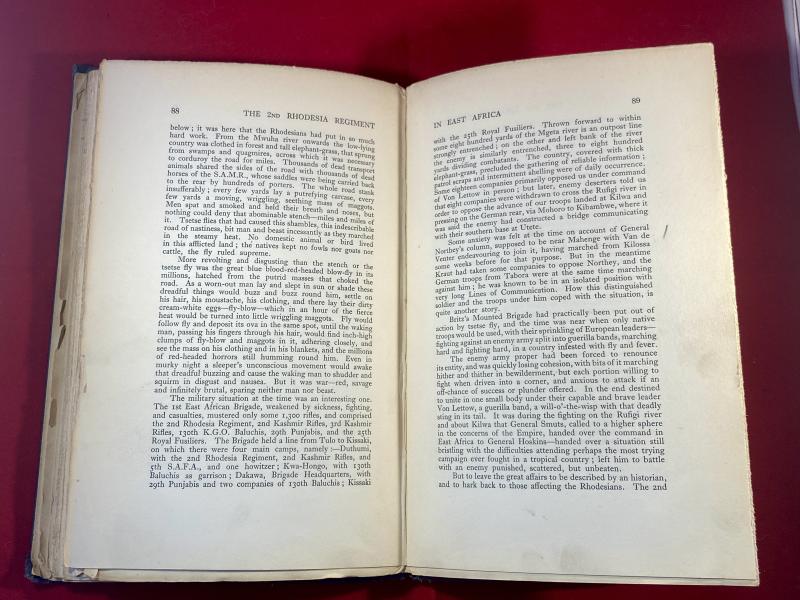 88
THE 2ND RHODESIA REGIMENT
below; it was here that the Rhodesians had put in so much
hard work. From the Mwuha river onwards the low-lying
country was clothed in forest and tall elephant-grass, that sprung
from swamps and quagmires, across which it was necessary
to corduroy the road for miles. Thousands of dead transport
animals shared the sides of the road with thousands of dead
horses of the S.A.M.R., whose saddles were being carried back
to the rear by hundreds of porters. The whole road stank
insufferably; every few yards lay a putrefying carcase, every
few yards a moving, wriggling, seething mass of maggots.
Men spat and smoked and held their breath and noses, but
nothing could deny that abominable stench—miles and miles of
it. Tsetse flies that had caused this shambles, this indescribable
road of nastiness, bit man and beast incessantly as they marched
in the steamy heat. No domestic animal or bird lived
in this afflicted land; the natives kept no fowls nor goats nor
cattle, the fly ruled supreme.
More revolting and disgusting than the stench or the
tsetse fly was the great blue blood-red-headed blow-fly in its
millions, hatched from the putrid masses that choked the
road. As a worn-out man lay and slept in sun or shade these
dreadful things would buzz and buzz round him, settle on
his hair, his moustache, his clothing, and there lay their dirty
cream-white eggs—fly-blow—which in an hour of the fierce
heat would be turned into little wriggling maggots. Fly would
follow fly and deposit its ova in the same spot, until the waking
man, passing his fingers through his hair, would find inch-high
clumps of fly-blow and maggots in it, adhering closely, and
see the mass on his clothing and in his blankets, and the millions
of red-headed horrors still humming round him. Even in
murky night a sleeper's unconscious movement would awake
that dreadful buzzing and cause the waking man to shudder and
squirm in disgust and nausea. But it was war—red, savage
and infinitely brutal, sparing neither man nor beast.
The military situation at the time was an interesting one.
The 1st East African Brigade, weakened by sickness, fighting,
and casualties, mustered only some 1,300 rifles, and comprised
the 2nd Rhodesia Regiment, 2nd Kashmir Rifles, 3rd Kashmir
Rifles, 130th K.G.O. Baluchis, 29th Punjabis, and the 25th
Royal Fusiliers. The Brigade held a line from Tulo to Kissaki,
on which there were four main camps, namely:—Duthumi,
with the 2nd Rhodesia Regiment, 2nd Kashmir Rifles, and
5th S.A.F.A., and one howitzer; Kwa-Hongo, with 130th
Baluchis as garrison; Dakawa, Brigade Headquarters, with
29th Punjabis and two companies of 130th Baluchis; Kissaki
IN EAST AFRICA
89
with the 25th Royal Fusiliers. Thrown forward to within
some eight hundred yards of the Mgeta river is an outpost line
strongly entrenched; on the other and left bank of the river
the enemy is similarly entrenched, three to eight hundred
yards dividing combatants. The country, covered with thick
elephant-grass, precluded the gathering of reliable information;
patrol scraps and intermittent shelling were of daily occurrence.
Some eighteen companies primarily opposed us under command
of Von Lettow in person; but later, enemy deserters told us
that eight companies were withdrawn to cross the Rufigi river in
order to oppose the advance of our troops landed at Kilwa and
pressing on the German rear, via Mohoro to Kibambwe, where it
was said the enemy had constructed a bridge communicating
with their southern base at Utete.
Some anxiety was felt at the time on account of General
Northey's column, supposed to be near Mahenge with Van de
Venter endeavouring to join it, having marched from Kilossa
some weeks before for that purpose. But in the meantime
Kraut had taken some companies to oppose Northey, and the
German troops from Tabora were at the same time marching
against him; he was known to be in an isolated position with
very long Lines of Communication. How this distinguished
soldier and the troops under him coped with the situation, is
quite another story.
Britt's Mounted Brigade had practically been put out of
action by tsetse fly, and the time was near when only native
troops would be used, with their sprinkling of European leaders—
fighting against an enemy army split into guerilla bands, marching
hard and fighting hard, in a country infested with fly and fever.
The enemy army proper had been forced to renounce
its entity, and was quickly losing cohesion, with bits of it marching
hither and thither in bewilderment, but each portion willing to
fight when driven into a corner, and anxious to attack if an
off-chance of success or plunder offered. In the end destined
to unite in one small body under their capable and brave leader
Von Lettow, a guerilla band, a will-o'-the-wisp with that deadly
sting in its tail. It was during the fighting on the Rufigi river
and about Kilwa that General Smuts, called to a higher sphere
in the concerns of the Empire, handed over the command in
East Africa to General Hoskins—handed over a situation still
bristling with the difficulties attending perhaps the most trying
campaign ever fought in a tropical country; left him to battle
with an enemy punished, scattered, but unbeaten.
But to leave the great affairs to be described by an historian,
and to hark back to those affecting the Rhodesians. The 2nd